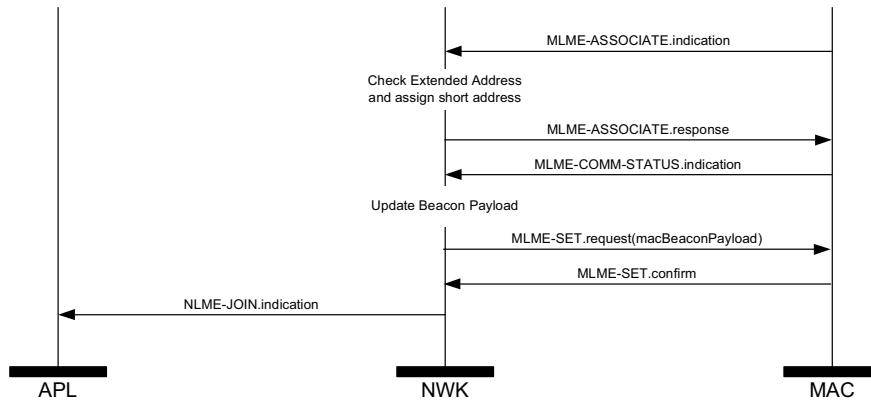 MLME-ASSOCIATE.indication
Check Extended Address
and assign short address
MLME-ASSOCIATE.response
MLME-COMM-STATUS.indication
Update Beacon Payload
MLME-SET.request(macBeaconPayload)
MLME-SET.confirm
NLME-JOIN.indication
APL
NWK
MAC